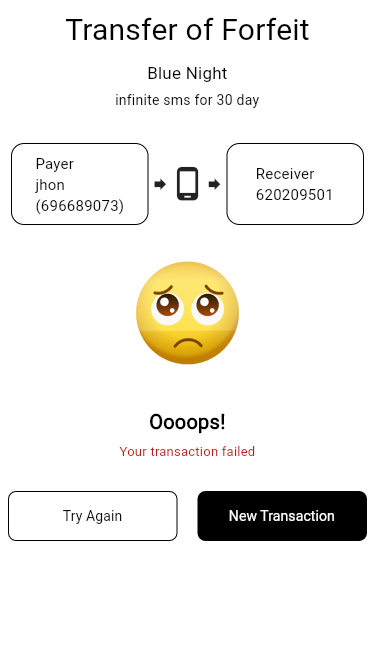 Transfer of Forfeit
Blue Night
infinite sms for 30 day
Payer
jhon
(696689073)
Receiver
620209501
Oooops!
Your transaction failed
Try Again
New Transaction